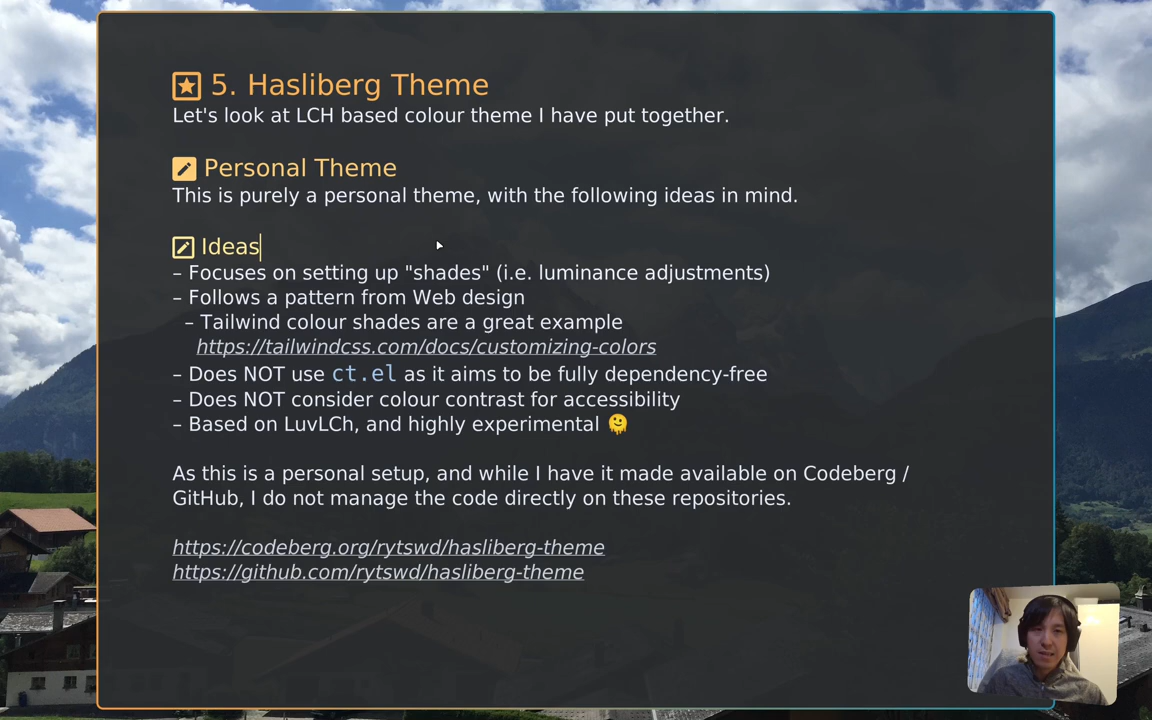 5. Hasliberg Theme
Let's look at LCH based colour theme I have put together.
Personal Theme
This is purely a personal theme, with the following ideas in mind.
Ideas
– Focuses on setting up "shades" (i.e. luminance adjustments)
– Follows a pattern from Web design
– Tailwind colour shades are a great example
https://tailwindcss.com/docs/customizing-colors
– Does NOT use ct.el as it aims to be fully dependency-free
– Does NOT consider colour contrast for accessibility
– Based on LuvLCh, and highly experimental 🫠
As this is a personal setup, and while I have it made available on Codeberg /
GitHub, I do not manage the code directly on these repositories.
https://codeberg.org/rytswd/hasliberg-theme
https://github.com/rytswd/hasliberg-theme